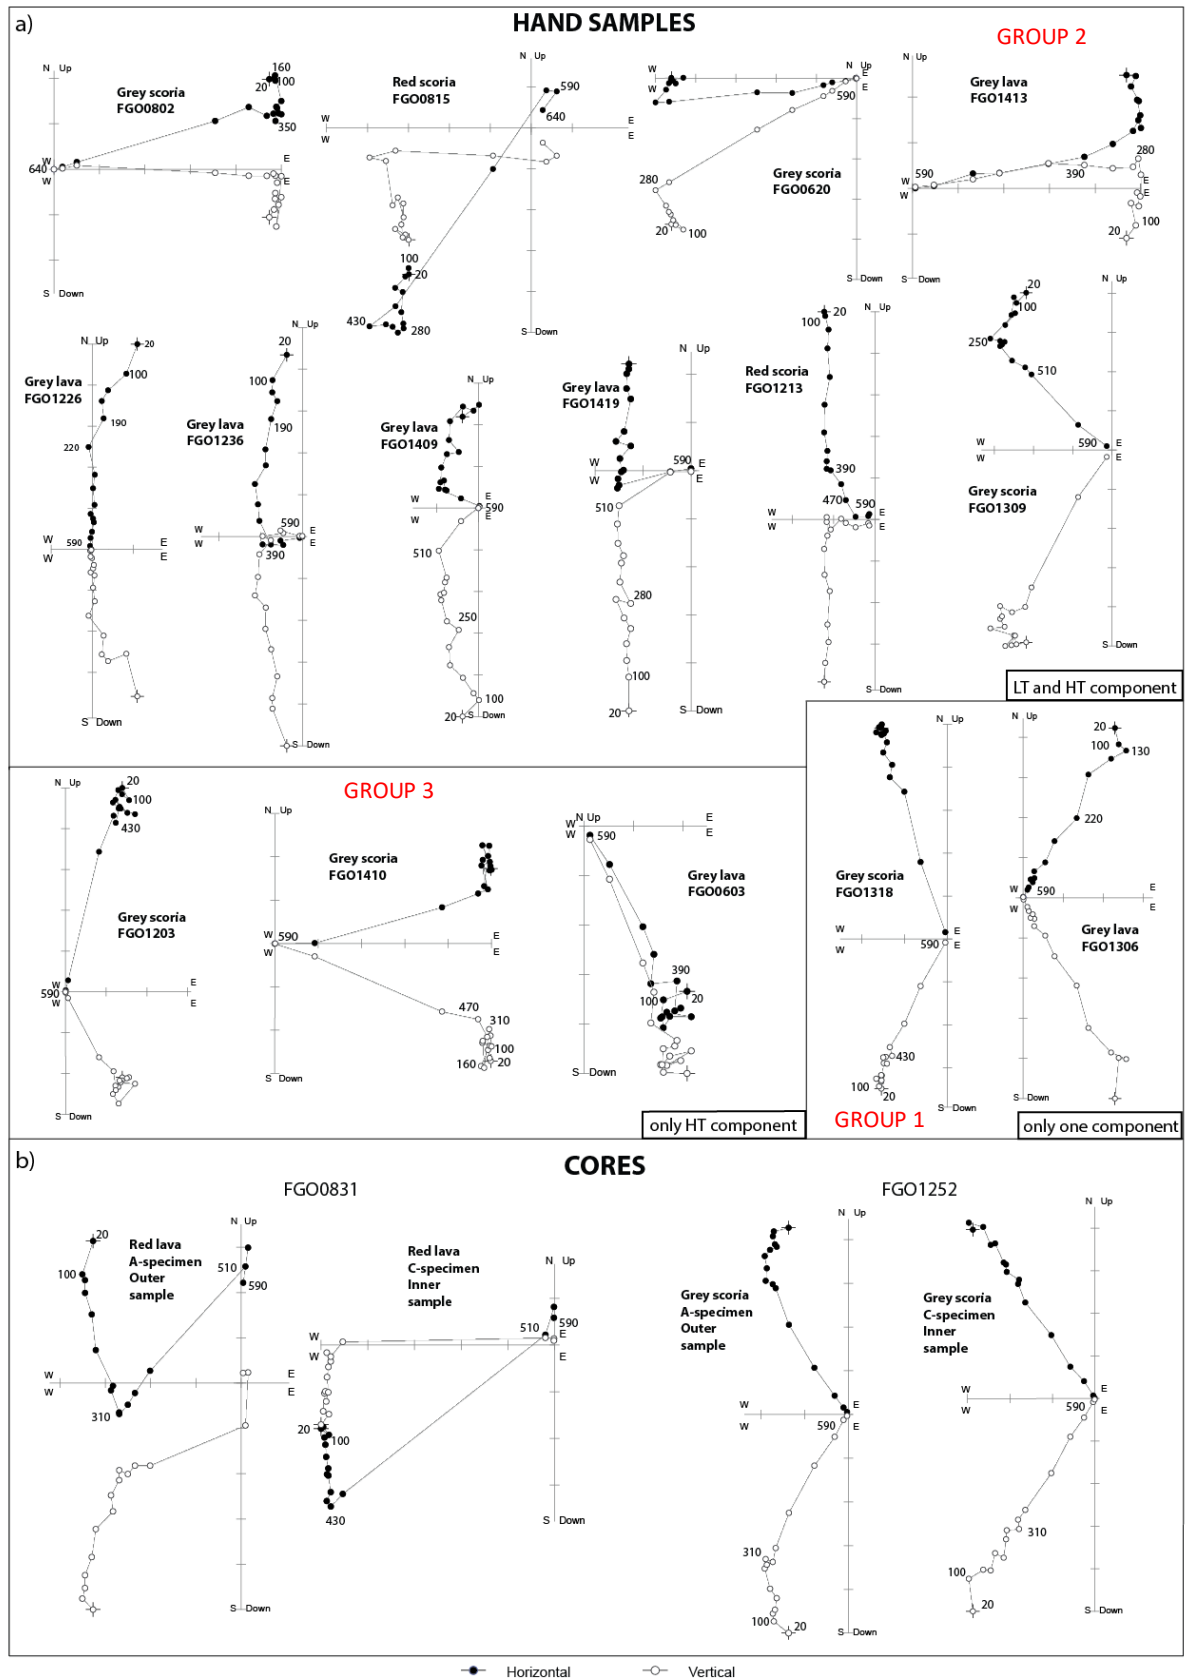 a)
HAND SAMPLES
GROUP 2
N Up
Grey scoria
FGO0802
160
20
100
350
W
E
640
W
E
S Down
Red scoria
FGO0815
N Up
590
640
W
E
W
E
100
20
430
280
S Down
N Up
W
E
W
E
590
280
Grey scoria
FGO0620
20
100
S Down
N Up
Grey lava
FGO1413
280
590
390
W
E
W
E
100
20
S Down
N Up
20
Grey lava
FGO1226
100
190
220
590
W
E
W
E
S Down
N Up
20
100
Grey lava
FGO1236
190
590
W
E
W
E
390
S Down
N Up
Grey lava
FGO1409
W
E
W
E
590
510
250
100
20
S Down
N Up
Grey lava
FGO1419
590
W
E
W
E
510
280
100
20
S Down
N Up
100
20
Red scoria
FGO1213
390
470
590
W
E
W
E
S Down
N Up
20
100
250
510
590
W
E
W
E
Grey scoria
FGO1309
S Down
LT and HT component
N Up
20
100
430
Grey scoria
FGO1203
W
E
590
W
E
S Down
GROUP 3
N Up
Grey scoria
FGO1410
590
W
E
W
E
470
310
100
160
20
S Down
N Up
W
E
W
E
590
Grey lava
FGO0603
390
100
20
S Down
only HT component
N Up
Grey scoria
FGO1318
W
E
W
E
590
430
100
20
S Down
N Up
20
100
130
220
590
W
E
W
E
Grey lava
FGO1306
S Down
GROUP 1
only one component
b)
CORES
FGO0831
FGO1252
N Up
20
Red lava
A-specimen
Outer
sample
100
510
590
W
E
W
E
310
S Down
N Up
Red lava
C-specimen
Inner
sample
510
590
W
E
W
E
20
100
430
S Down
N Up
Grey scoria
A-specimen
Outer
sample
W
E
W
E
590
310
100
20
S Down
N Up
Grey scoria
C-specimen
Inner
sample
W
E
W
E
590
310
100
20
S Down
Horizontal
Vertical